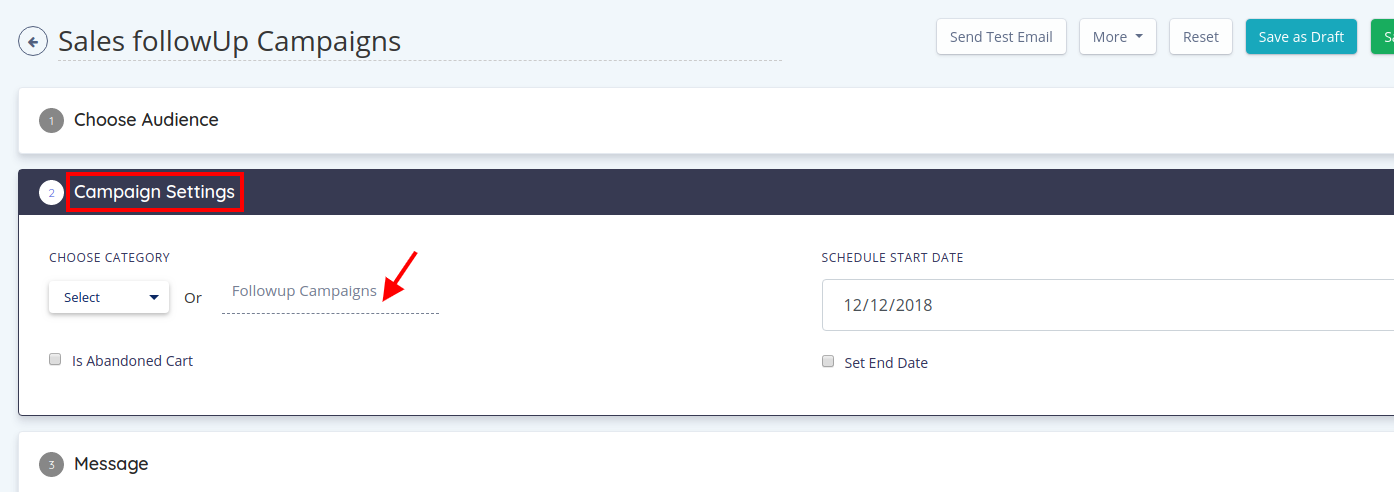 Sales followUp Campaigns
Send Test Email
More
Reset
Save as Draft
1
Choose Audience
2
Campaign Settings
CHOOSE CATEGORY
Select
Or
Followup Campaigns
Is Abandoned Cart
SCHEDULE START DATE
12/12/2018
Set End Date
3
Message